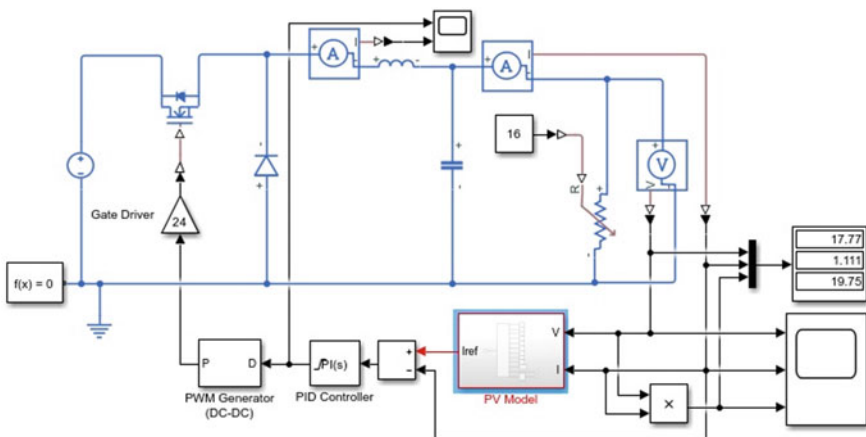 A
I
A
I
16
V
R
V
Gate Driver
24
17.77
1.111
19.75
f(x) = 0
P
D
PI(s)
Iref
V
I
PWM Generator
(DC-DC)
PID Controller
PV Model
×